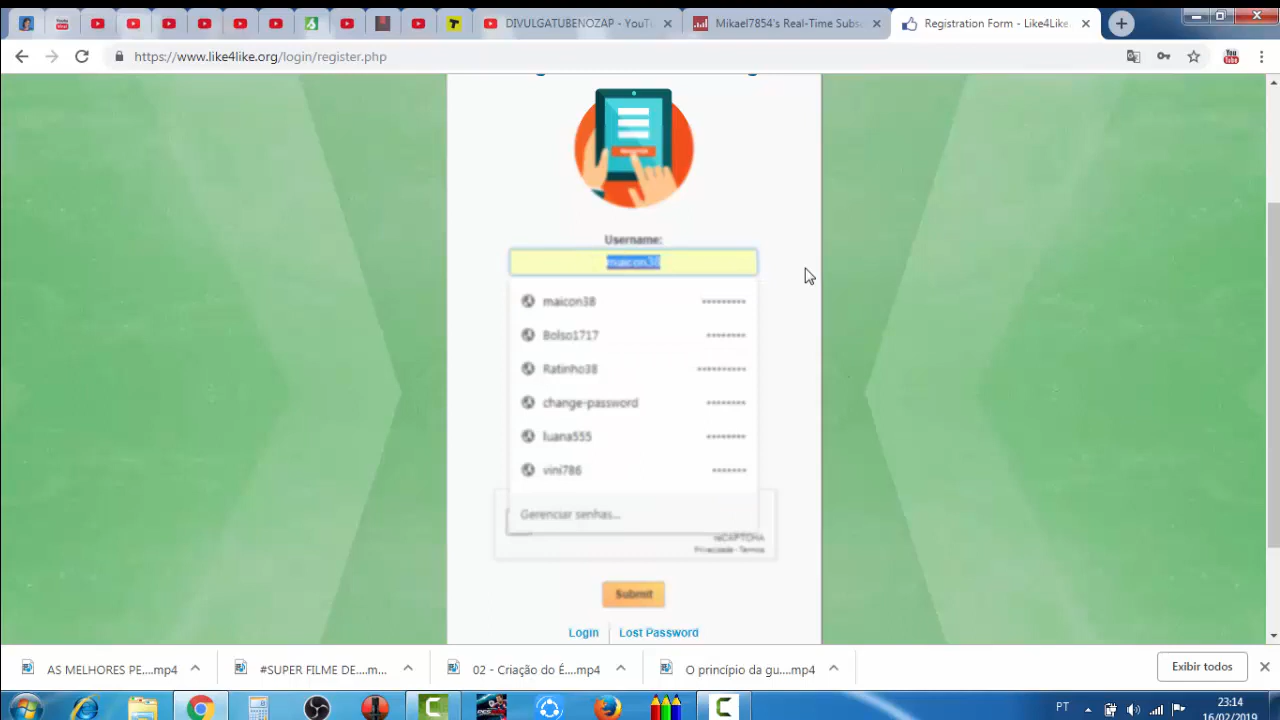 DIVULGATUBENOZAP - YouTu
Mikael7854's Real-Time Subsc
Registration Form - Like4Like
https://www.like4like.org/login/register.php
Username:
maicon38
maicon38 •••••••••
Bolso1717 ••••••••
Ratinho38 ••••••••••
change-password ••••••••
luana555 ••••••••
vini786 •••••••
Gerenciar senhas...
reCAPTCHA
Privacidade - Termos
Submit
Login Lost Password
AS MELHORES PE....mp4
#SUPER FILME DE....m...
02 - Criação do É....mp4
O princípio da gu....mp4
Exibir todos
PT
23:14
16/02/2019